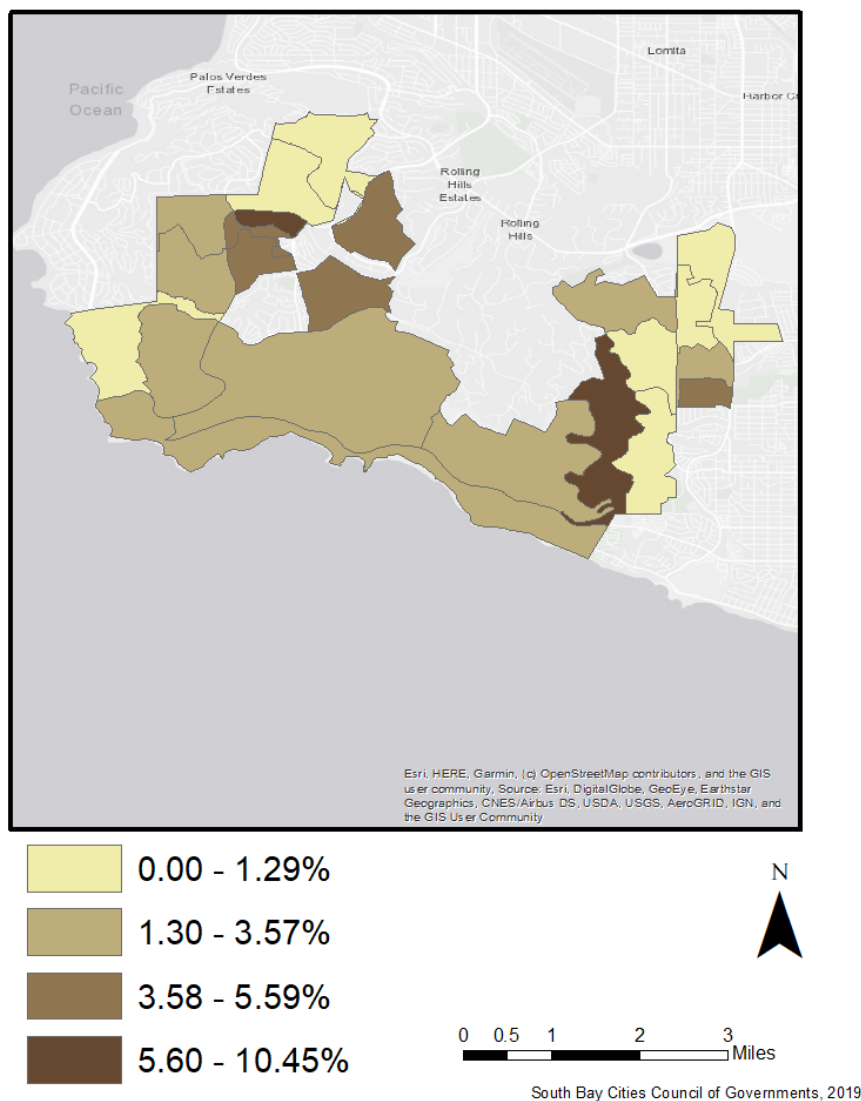 Lomita
Palos Verdes
Estates
Pacific
Ocean
Harbor C
Rolling
Hills
Estates
Rolling
Hills
Esri, HERE, Garmin, (c) OpenStreetMap contributors, and the GIS
user community, Source: Esri, DigitalGlobe, GeoEye, Earthstar
Geographics, CNES/Airbus DS, USDA, USGS, AeroGRID, IGN, and
the GIS User Community
0.00 - 1.29%
1.30 - 3.57%
3.58 - 5.59%
5.60 - 10.45%
N
0 0.5 1 2 3
Miles
South Bay Cities Council of Governments, 2019